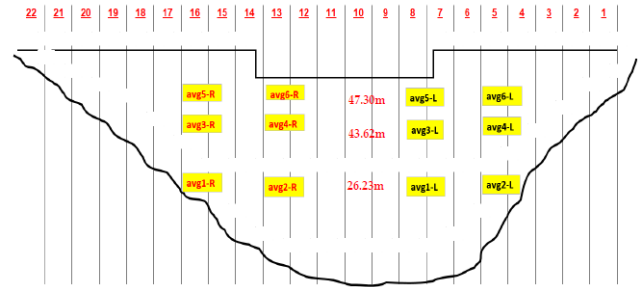 22 21 20 19 18 17 16 15 14 13 12 11 10 9 8 7 6 5 4 3 2 1
avg5-R avg6-R 47.30m avg5-L avg6-L
avg3-R avg4-R 43.62m avg3-L avg4-L
avg1-R avg2-R 26.23m avg1-L avg2-L